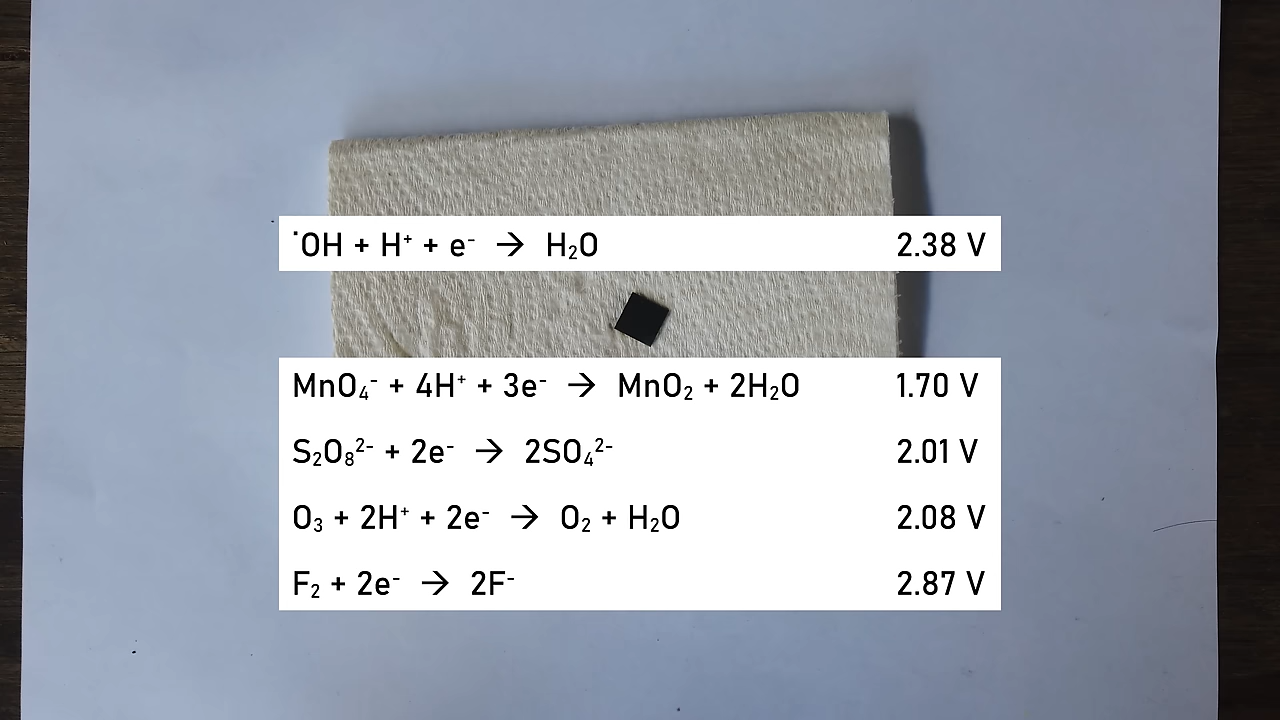 ˙OH + H⁺ + e⁻ → H₂O 2.38 V
MnO₄⁻ + 4H⁺ + 3e⁻ → MnO₂ + 2H₂O 1.70 V
S₂O₈²⁻ + 2e⁻ → 2SO₄²⁻ 2.01 V
O₃ + 2H⁺ + 2e⁻ → O₂ + H₂O 2.08 V
F₂ + 2e⁻ → 2F⁻ 2.87 V